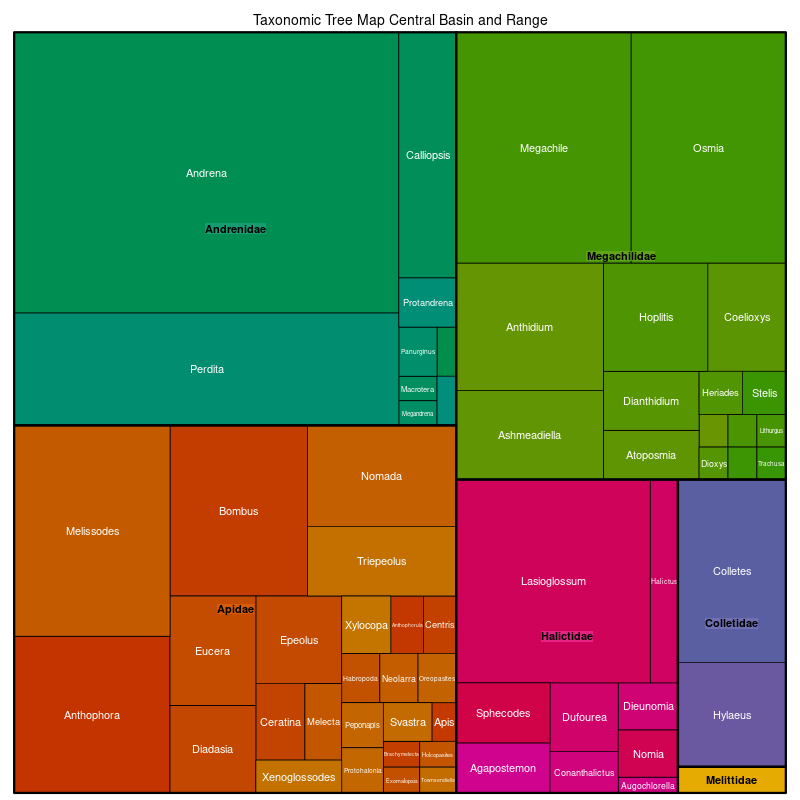 Taxonomic Tree Map Central Basin and Range
Andrena
Calliopsis
Andrenidae
Protandrena
Perdita
Panurginus
Macrotera
Megandrena
Megachile
Osmia
Megachilidae
Anthidium
Hoplitis
Coelioxys
Ashmeadiella
Dianthidium
Heriades
Stelis
Atoposmia
Lithurgus
Dioxys
Trachusa
Melissodes
Bombus
Nomada
Triepeolus
Apidae
Eucera
Epeolus
Xylocopa
Anthophorula
Centris
Anthophora
Diadasia
Ceratina
Melecta
Habropoda
Neolarra
Oreopasites
Peponapis
Svastra
Apis
Xenoglossodes
Protohalonia
Brachymelecta
Holcopasites
Exomalopsis
Townsendiella
Lasioglossum
Halictus
Halictidae
Sphecodes
Dufourea
Dieunomia
Agapostemon
Conanthalictus
Nomia
Augochlorella
Colletes
Colletidae
Hylaeus
Melittidae